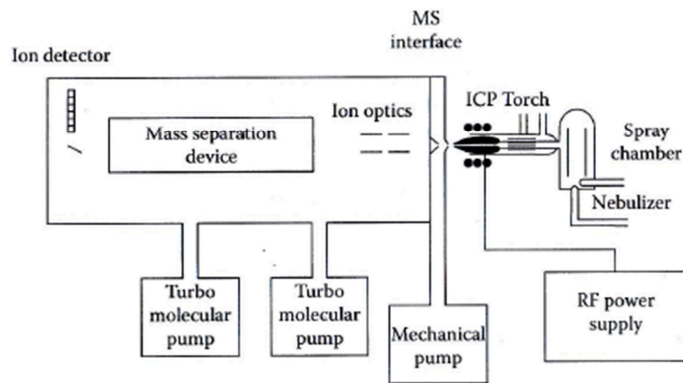 MS
interface
Ion detector
ICP Torch
Ion optics
Mass separation
device
Spray
chamber
Nebulizer
Turbo
molecular
pump
Turbo
molecular
pump
Mechanical
pump
RF power
supply